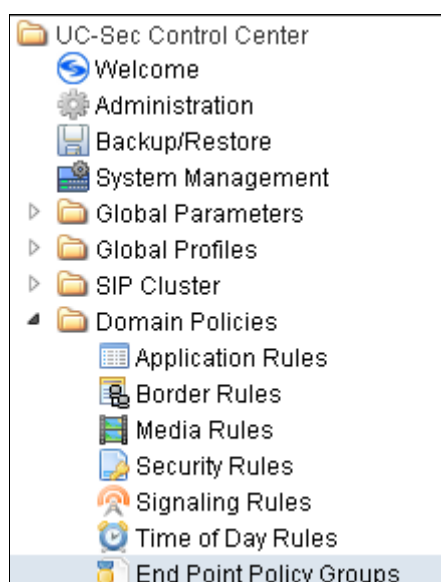 UC-Sec Control Center
Welcome
Administration
Backup/Restore
System Management
Global Parameters
Global Profiles
SIP Cluster
Domain Policies
Application Rules
Border Rules
Media Rules
Security Rules
Signaling Rules
Time of Day Rules
End Point Policy Groups